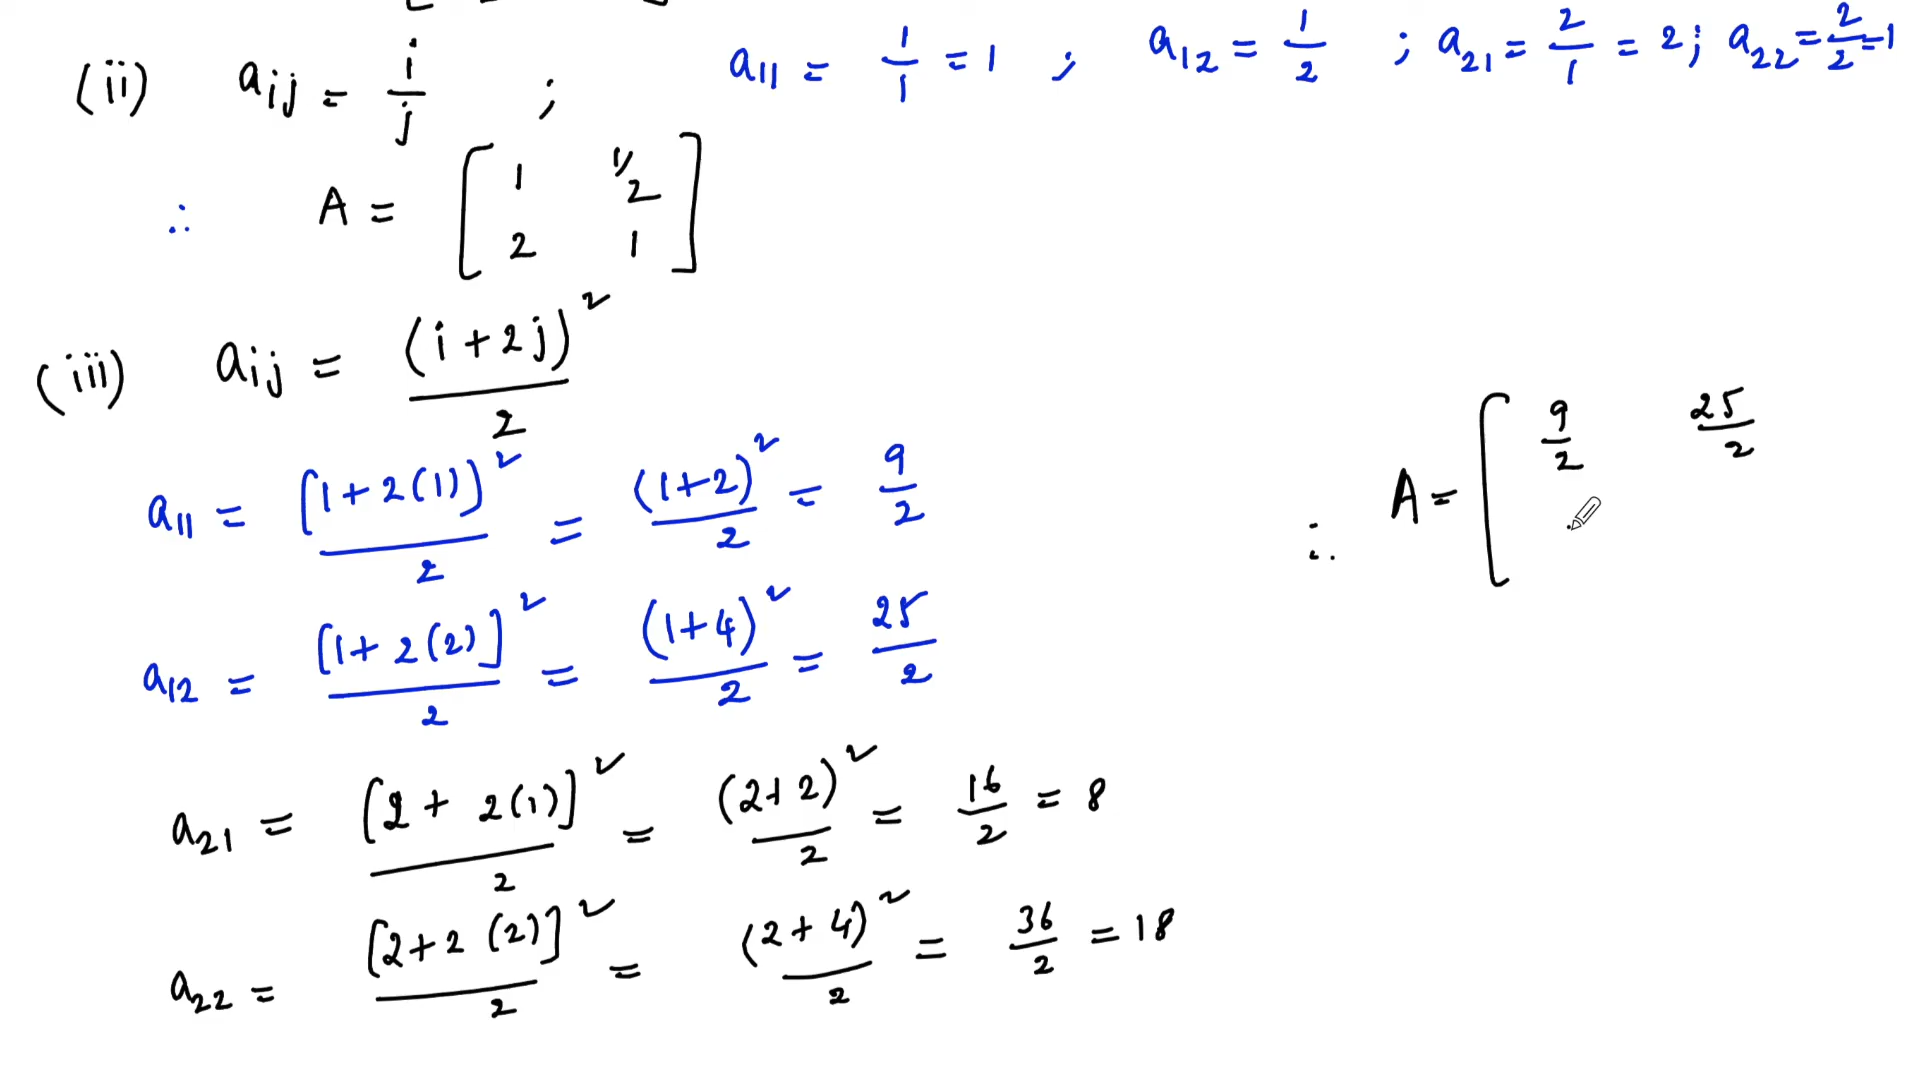 (ii) aij = i/j ; a11 = 1/1 = 1 ; a12 = 1/2 ; a21 = 2/1 = 2; a22 = 2/2 = 1
∴ A = [ 1 1/2
2 1 ]
(iii) aij = (i+2j)²/2
a11 = [1+2(1)]²/2 = (1+2)²/2 = 9/2
∴ A = [ 9/2 25/2
a12 = [1+2(2)]²/2 = (1+4)²/2 = 25/2
a21 = [2+2(1)]²/2 = (2+2)²/2 = 16/2 = 8
a22 = [2+2(2)]²/2 = (2+4)²/2 = 36/2 = 18